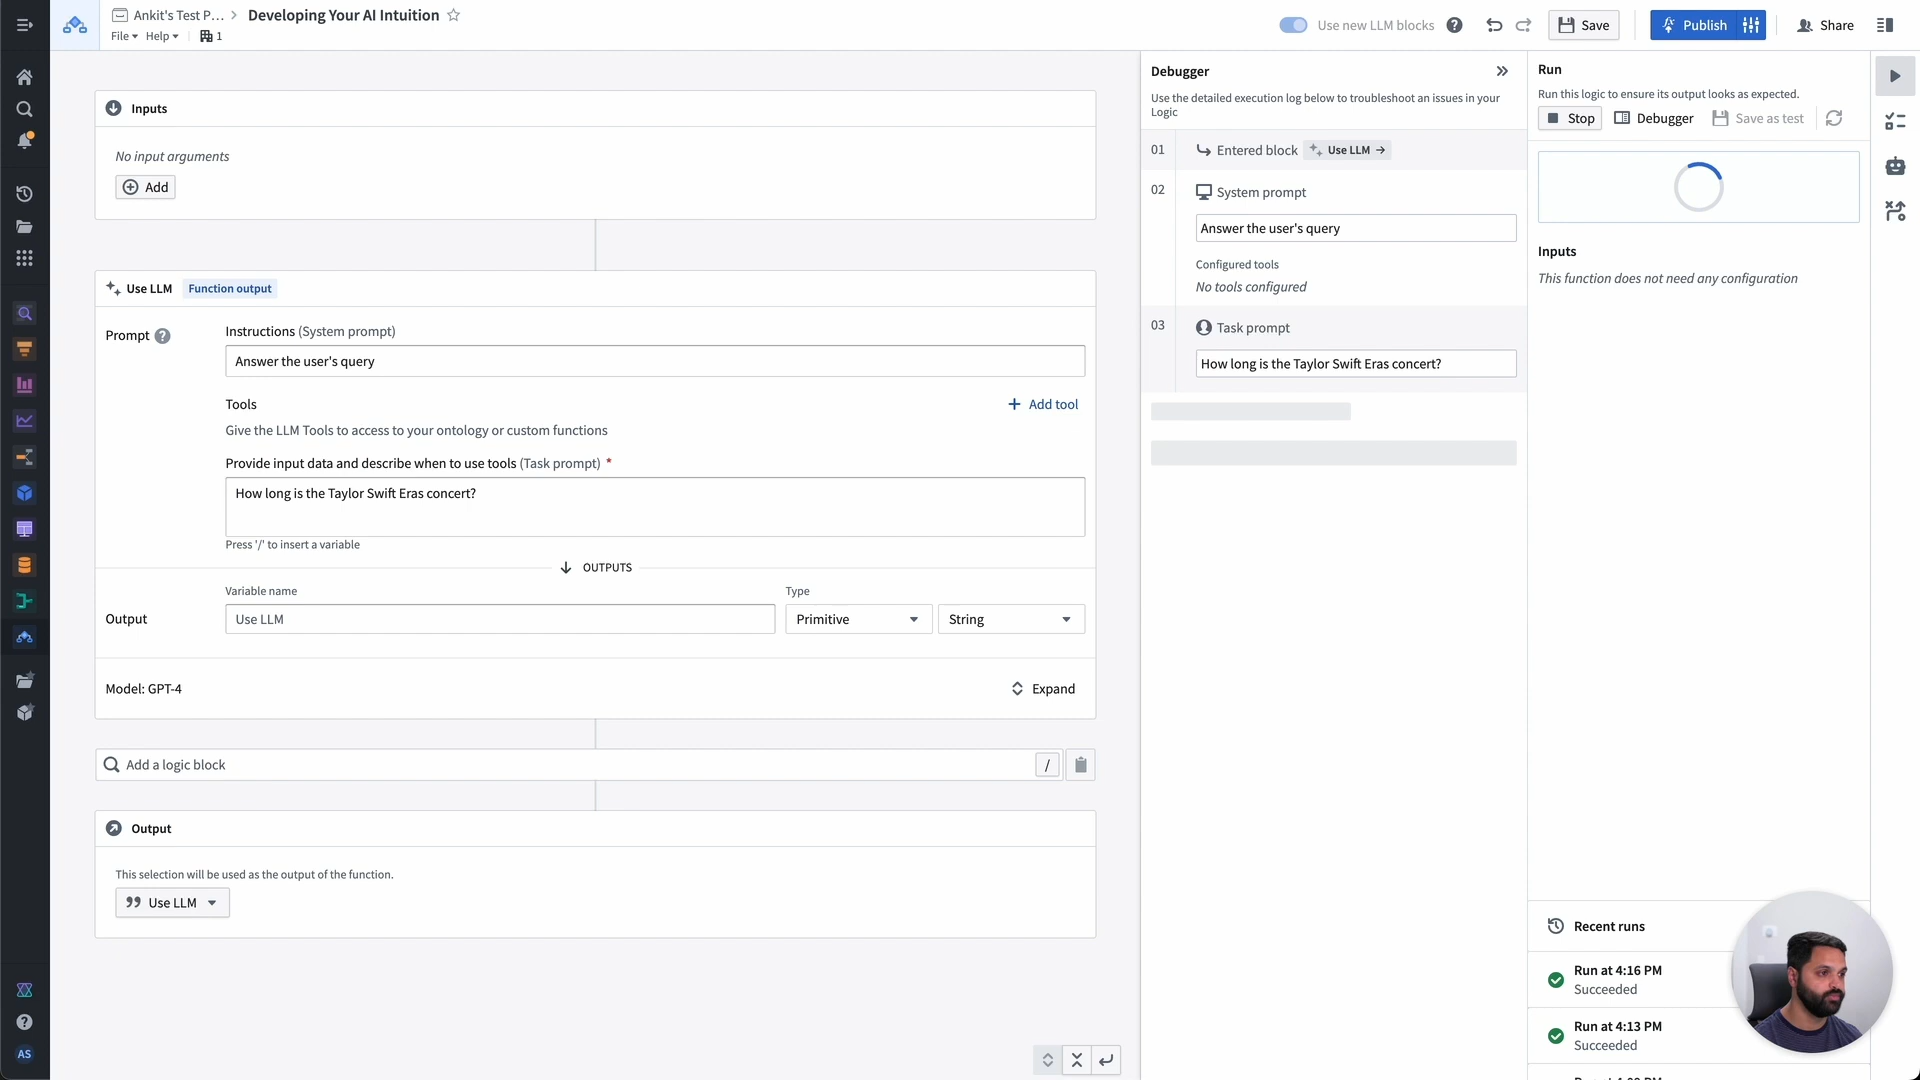 Ankit's Test P... > Developing Your AI Intuition
File Help 1
Use new LLM blocks
Save
Publish
Share
Inputs
No input arguments
Add
Use LLM Function output
Prompt
Instructions (System prompt)
Answer the user's query
Tools
Add tool
Give the LLM Tools to access to your ontology or custom functions
Provide input data and describe when to use tools (Task prompt) *
How long is the Taylor Swift Eras concert?
Press '/' to insert a variable
OUTPUTS
Variable name Type
Output Use LLM Primitive String
Model: GPT-4 Expand
Add a logic block /
Output
This selection will be used as the output of the function.
Use LLM
AS
Debugger
Use the detailed execution log below to troubleshoot an issues in your
Logic
01 Entered block Use LLM →
02 System prompt
Answer the user's query
Configured tools
No tools configured
03 Task prompt
How long is the Taylor Swift Eras concert?
Run
Run this logic to ensure its output looks as expected.
Stop Debugger Save as test
Inputs
This function does not need any configuration
Recent runs
Run at 4:16 PM
Succeeded
Run at 4:13 PM
Succeeded